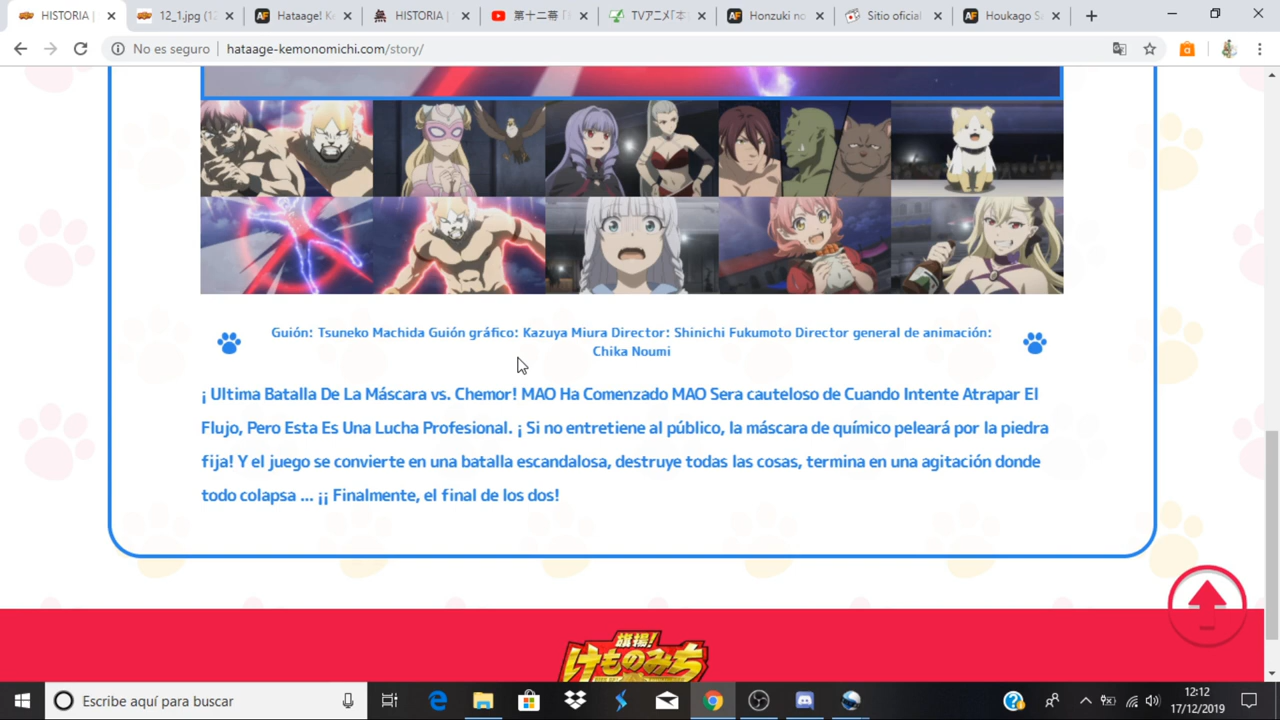 HISTORIA |
12_1.jpg (12
Hataage! Ke
HISTORIA |
第十二幕「
TVアニメ「本
Honzuki no
Sitio oficial
Houkago S
No es seguro | hataage-kemonomichi.com/story/
Guión: Tsuneko Machida Guión gráfico: Kazuya Miura Director: Shinichi Fukumoto Director general de animación:
Chika Noumi
¡ Ultima Batalla De La Máscara vs. Chemor! MAO Ha Comenzado MAO Sera cauteloso de Cuando Intente Atrapar El
Flujo, Pero Esta Es Una Lucha Profesional. ¡ Si no entretiene al público, la máscara de químico peleará por la piedra
fija! Y el juego se convierte en una batalla escandalosa, destruye todas las cosas, termina en una agitación donde
todo colapsa ... ¡¡ Finalmente, el final de los dos!
旗揚!
けものみち
Escribe aquí para buscar
12:12
17/12/2019